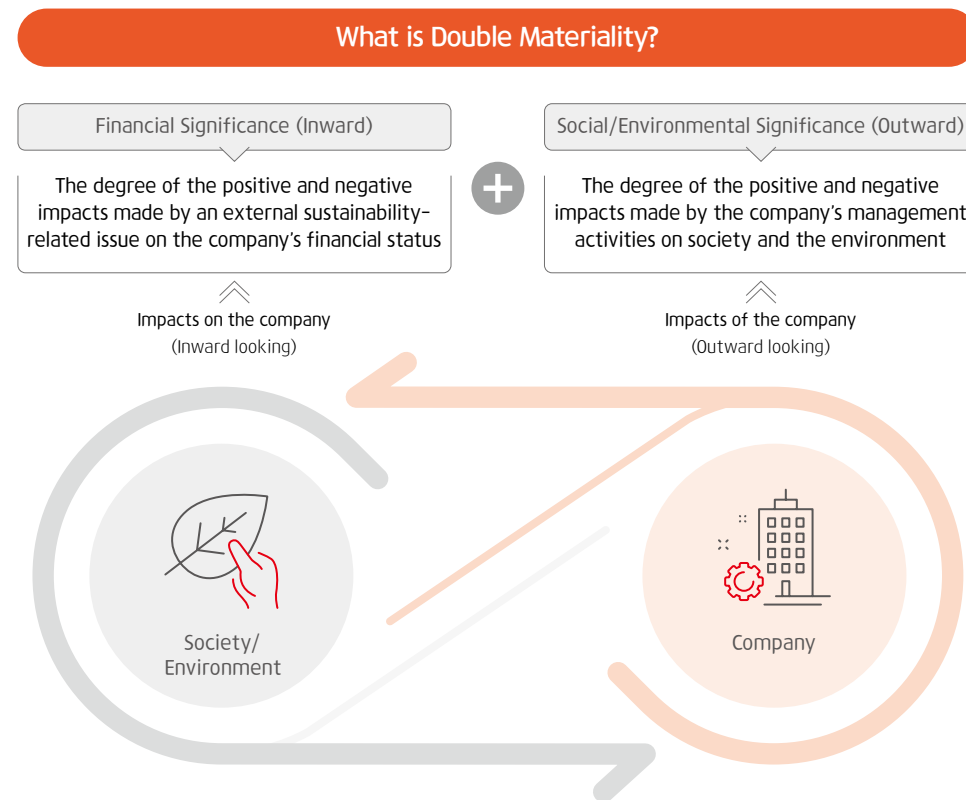 What is Double Materiality?
Financial Significance (Inward)
The degree of the positive and negative
impacts made by an external sustainability-
related issue on the company's financial status
Impacts on the company
(Inward looking)
Social/Environmental Significance (Outward)
The degree of the positive and negative
impacts made by the company's management
activities on society and the environment
Impacts of the company
(Outward looking)
Society/
Environment
Company